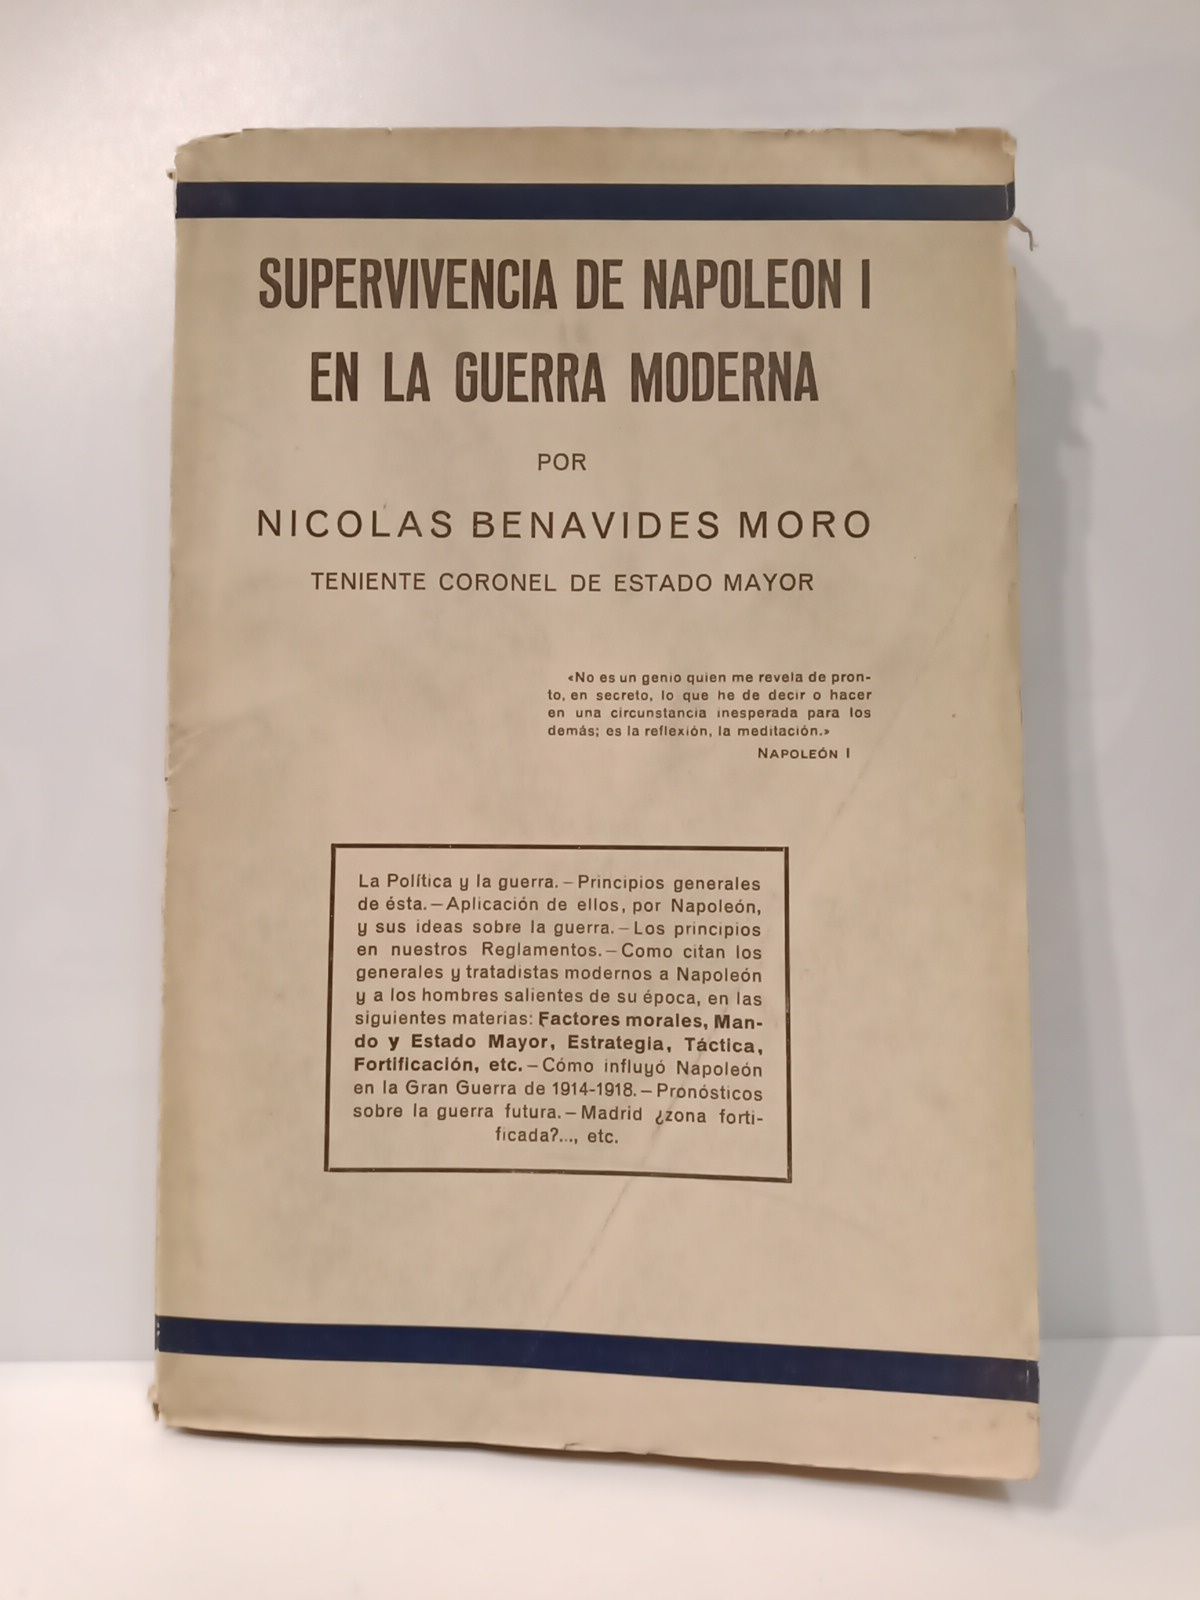 SUPERVIVENCIA DE NAPOLEON I
EN LA GUERRA MODERNA
POR
NICOLAS BENAVIDES MORO
TENIENTE CORONEL DE ESTADO MAYOR
«No es un genio quien me revela de pron-
to, en secreto, lo que he de decir o hacer
en una circunstancia inesperada para los
demás; es la reflexión, la meditación.»
NAPOLEÓN I
La Política y la guerra.—Principios generales
de ésta.—Aplicación de ellos, por Napoleón,
y sus ideas sobre la guerra.—Los principios
en nuestros Reglamentos.—Como citan los
generales y tratadistas modernos a Napoleón
y a los hombres salientes de su época, en las
siguientes materias: Factores morales, Man-
do y Estado Mayor, Estrategia, Táctica,
Fortificación, etc.—Cómo influyó Napoleón
en la Gran Guerra de 1914-1918.—Pronósticos
sobre la guerra futura.—Madrid ¿zona forti-
ficada?..., etc.